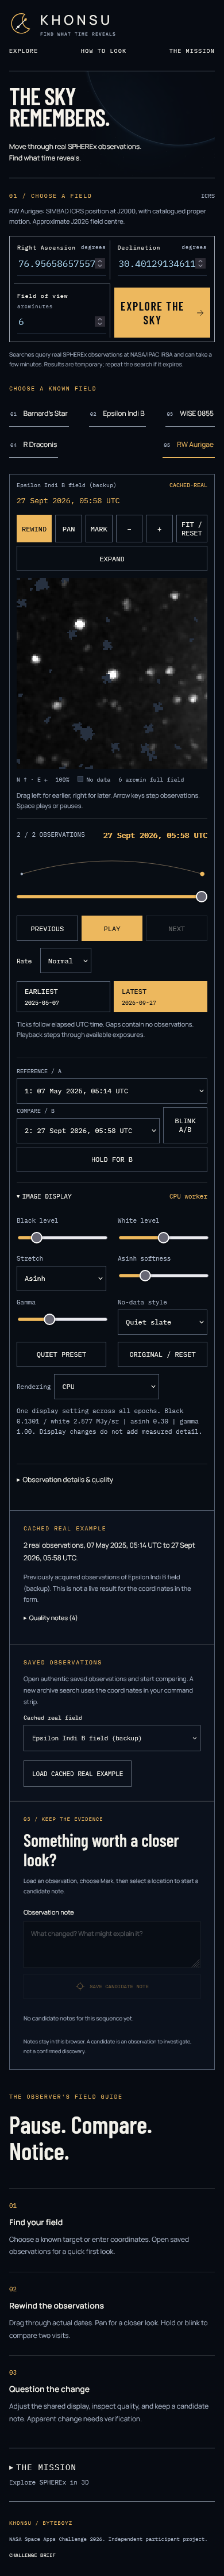 KHONSU
FIND WHAT TIME REVEALS
EXPLORE HOW TO LOOK THE MISSION
THE SKY
REMEMBERS.
Move through real SPHEREx observations.
Find what time reveals.
01 / CHOOSE A FIELD ICRS
RW Aurigae: SIMBAD ICRS position at J2000, with catalogued proper
motion. Approximate J2026 field centre.
Right Ascension degrees
76.95658657557
Declination degrees
30.40129134611
Field of view
arcminutes
6
EXPLORE THE
SKY →
Searches query real SPHEREx observations at NASA/IPAC IRSA and can take a
few minutes. Results are temporary; repeat the search if it expires.
CHOOSE A KNOWN FIELD
01 Barnard's Star
02 Epsilon Indi B
03 WISE 0855
04 R Draconis
05 RW Aurigae
Epsilon Indi B field (backup) CACHED-REAL
27 Sept 2026, 05:58 UTC
REWIND
PAN
MARK
−
+
FIT /
RESET
EXPAND
N ↑ · E ← 100% No data 6 arcmin full field
Drag left for earlier, right for later. Arrow keys step observations.
Space plays or pauses.
2 / 2 OBSERVATIONS 27 Sept 2026, 05:58 UTC
PREVIOUS
PLAY
NEXT
Rate Normal
EARLIEST
2025-05-07
LATEST
2026-09-27
Ticks follow elapsed UTC time. Gaps contain no observations.
Playback steps through available exposures.
REFERENCE / A
1: 07 May 2025, 05:14 UTC
COMPARE / B
2: 27 Sept 2026, 05:58 UTC
BLINK
A/B
HOLD FOR B
▾ IMAGE DISPLAY CPU worker
Black level
White level
Stretch
Asinh
Asinh softness
Gamma
No-data style
Quiet slate
QUIET PRESET
ORIGINAL / RESET
Rendering CPU
One display setting across all epochs. Black
0.1301 / white 2.577 MJy/sr | asinh 0.30 | gamma
1.00. Display changes do not add measured detail.
▸ Observation details & quality
CACHED REAL EXAMPLE
2 real observations, 07 May 2025, 05:14 UTC to 27 Sept
2026, 05:58 UTC.
Previously acquired observations of Epsilon Indi B field
(backup). This is not a live result for the coordinates in the
form.
▸ Quality notes (4)
SAVED OBSERVATIONS
Open authentic saved observations and start comparing. A
new archive search uses the coordinates in your command
strip.
Cached real field
Epsilon Indi B field (backup)
LOAD CACHED REAL EXAMPLE
03 / KEEP THE EVIDENCE
Something worth a closer
look?
Load an observation, choose Mark, then select a location to start a
candidate note.
Observation note
What changed? What might explain it?
SAVE CANDIDATE NOTE
No candidate notes for this sequence yet.
Notes stay in this browser. A candidate is an observation to investigate,
not a confirmed discovery.
THE OBSERVER'S FIELD GUIDE
Pause. Compare.
Notice.
01
Find your field
Choose a known target or enter coordinates. Open saved
observations for a quick first look.
02
Rewind the observations
Drag through actual dates. Pan for a closer look. Hold or blink to
compare two visits.
03
Question the change
Adjust the shared display, inspect quality, and keep a candidate
note. Apparent change needs verification.
▸ THE MISSION
Explore SPHEREx in 3D
KHONSU / BYTEBOYZ
NASA Space Apps Challenge 2026. Independent participant project.
CHALLENGE BRIEF